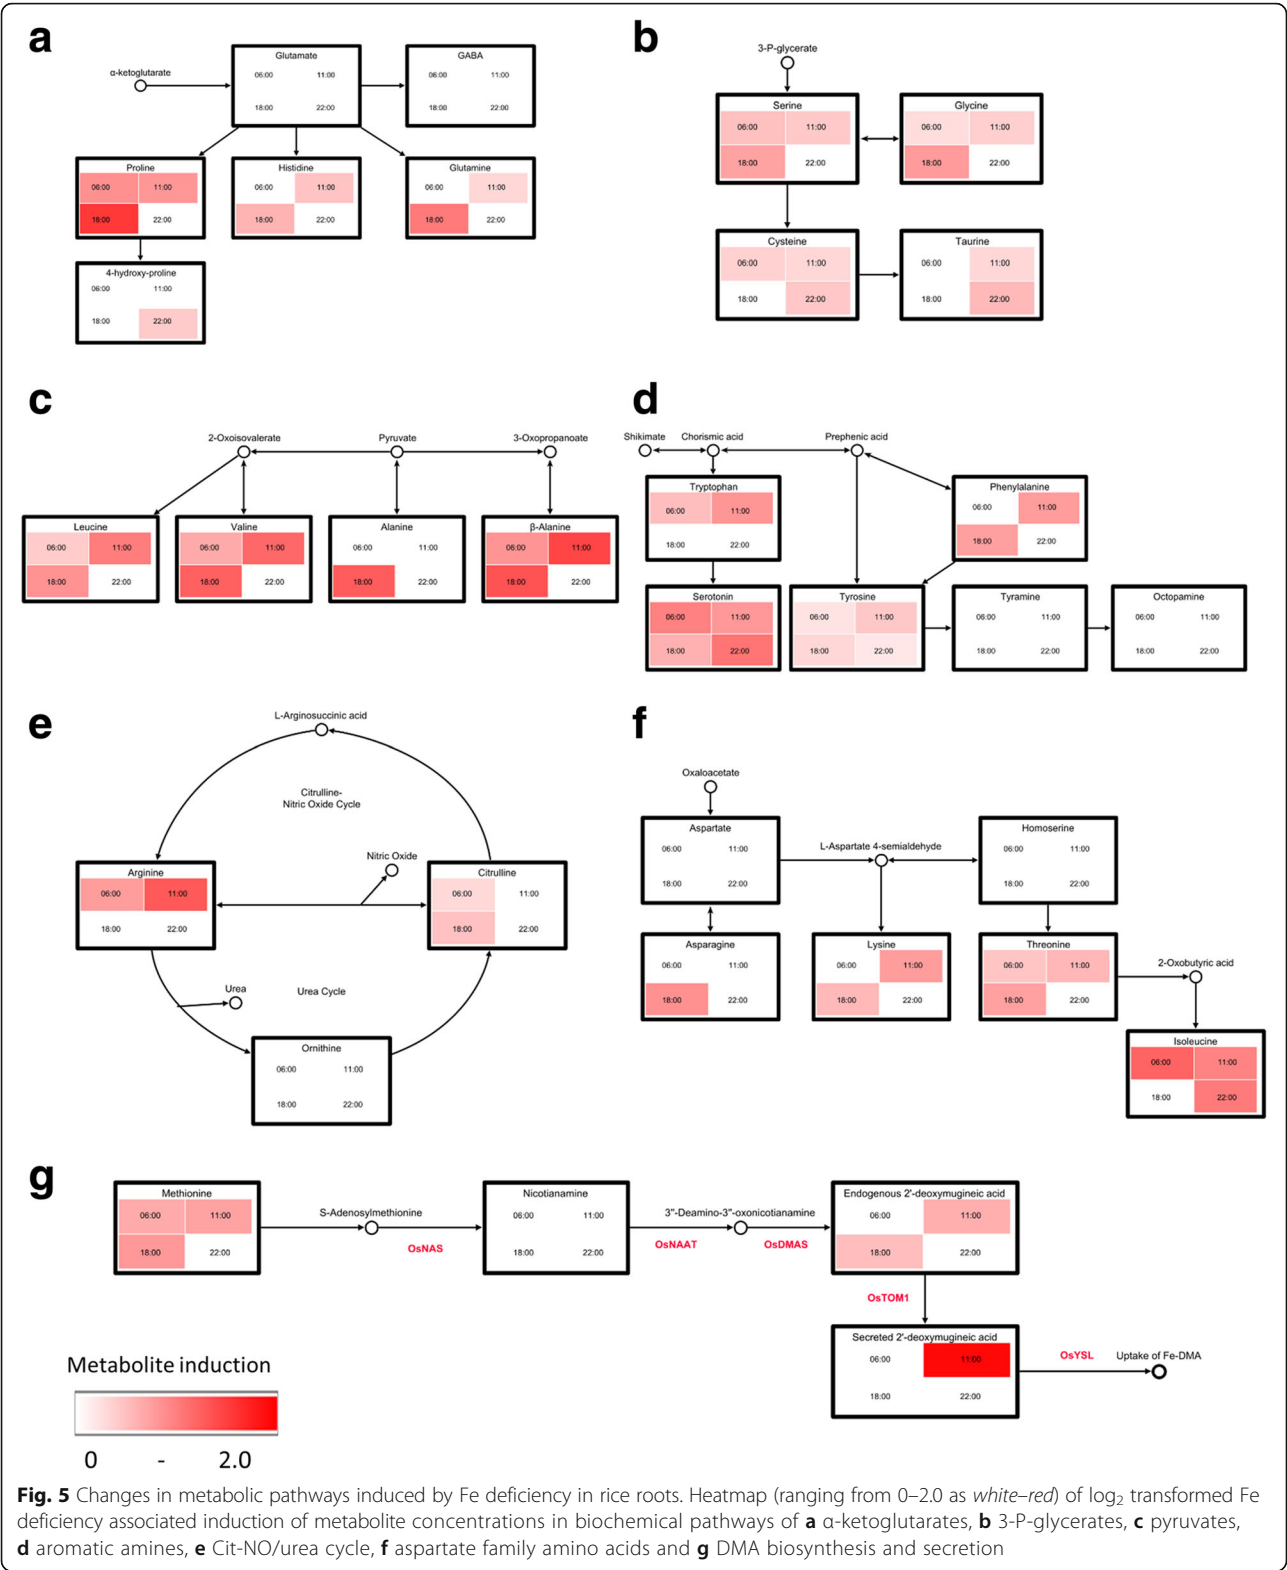 a
α-ketoglutarate
Glutamate
06:00 11:00
18:00 22:00
GABA
06:00 11:00
18:00 22:00
Proline
06:00 11:00
18:00 22:00
Histidine
06:00 11:00
18:00 22:00
Glutamine
06:00 11:00
18:00 22:00
4-hydroxy-proline
06:00 11:00
18:00 22:00
b
3-P-glycerate
Serine
06:00 11:00
18:00 22:00
Glycine
06:00 11:00
18:00 22:00
Cysteine
06:00 11:00
18:00 22:00
Taurine
06:00 11:00
18:00 22:00
c
2-Oxoisovalerate
Pyruvate
3-Oxopropanoate
Leucine
06:00 11:00
18:00 22:00
Valine
06:00 11:00
18:00 22:00
Alanine
06:00 11:00
18:00 22:00
β-Alanine
06:00 11:00
18:00 22:00
d
Shikimate
Chorismic acid
Prephenic acid
Tryptophan
06:00 11:00
18:00 22:00
Phenylalanine
06:00 11:00
18:00 22:00
Serotonin
06:00 11:00
18:00 22:00
Tyrosine
06:00 11:00
18:00 22:00
Tyramine
06:00 11:00
18:00 22:00
Octopamine
06:00 11:00
18:00 22:00
e
L-Arginosuccinic acid
Citrulline-
Nitric Oxide Cycle
Nitric Oxide
Arginine
06:00 11:00
18:00 22:00
Citrulline
06:00 11:00
18:00 22:00
Urea
Urea Cycle
Ornithine
06:00 11:00
18:00 22:00
f
Oxaloacetate
Aspartate
06:00 11:00
18:00 22:00
L-Aspartate 4-semialdehyde
Homoserine
06:00 11:00
18:00 22:00
Asparagine
06:00 11:00
18:00 22:00
Lysine
06:00 11:00
18:00 22:00
Threonine
06:00 11:00
18:00 22:00
2-Oxobutyric acid
Isoleucine
06:00 11:00
18:00 22:00
g
Methionine
06:00 11:00
18:00 22:00
S-Adenosylmethionine
OsNAS
Nicotianamine
06:00 11:00
18:00 22:00
3"-Deamino-3"-oxonicotianamine
OsNAAT
OsDMAS
Endogenous 2'-deoxymugineic acid
06:00 11:00
18:00 22:00
OsTOM1
Secreted 2'-deoxymugineic acid
06:00 11:00
18:00 22:00
OsYSL
Uptake of Fe-DMA
Metabolite induction
0 - 2.0
Fig. 5 Changes in metabolic pathways induced by Fe deficiency in rice roots. Heatmap (ranging from 0–2.0 as white–red) of log₂ transformed Fe
deficiency associated induction of metabolite concentrations in biochemical pathways of a α-ketoglutarates, b 3-P-glycerates, c pyruvates,
d aromatic amines, e Cit-NO/urea cycle, f aspartate family amino acids and g DMA biosynthesis and secretion